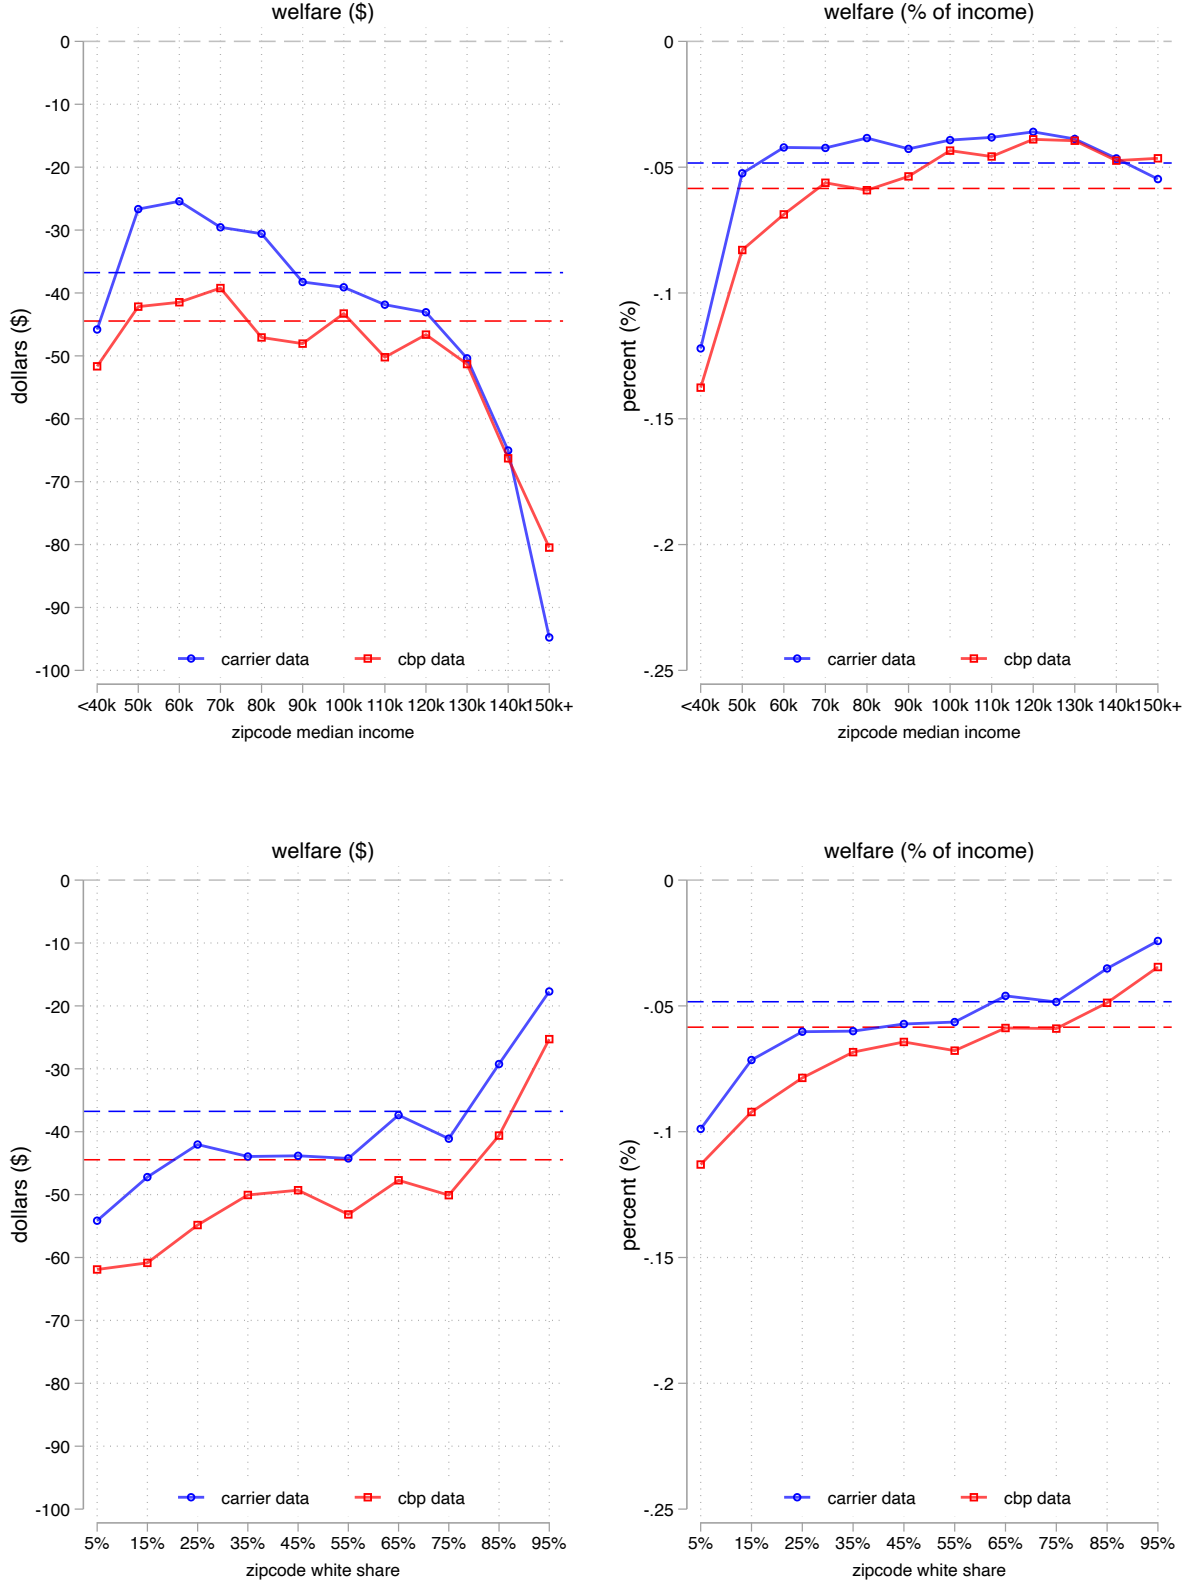 welfare ($)
0
-10
-20
-30
-40
-50
-60
-70
-80
-90
-100
dollars ($)
carrier data cbp data
<40k 50k 60k 70k 80k 90k 100k 110k 120k 130k 140k 150k+
zipcode median income
welfare (% of income)
0
-.05
-.1
-.15
-.2
-.25
percent (%)
carrier data cbp data
<40k 50k 60k 70k 80k 90k 100k 110k 120k 130k 140k 150k+
zipcode median income
welfare ($)
0
-10
-20
-30
-40
-50
-60
-70
-80
-90
-100
dollars ($)
carrier data cbp data
5% 15% 25% 35% 45% 55% 65% 75% 85% 95%
zipcode white share
welfare (% of income)
0
-.05
-.1
-.15
-.2
-.25
percent (%)
carrier data cbp data
5% 15% 25% 35% 45% 55% 65% 75% 85% 95%
zipcode white share